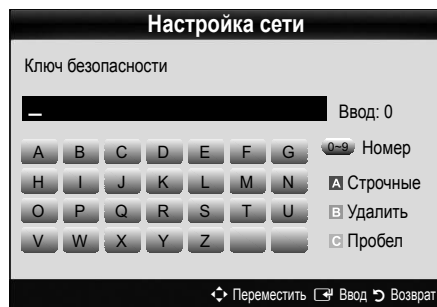 Настройка сети
Ключ безопасности
_
Ввод: 0
A B C D E F G 0~9 Номер
H I J K L M N A Строчные
O P Q R S T U B Удалить
V W X Y Z C Пробел
Переместить Ввод Возврат